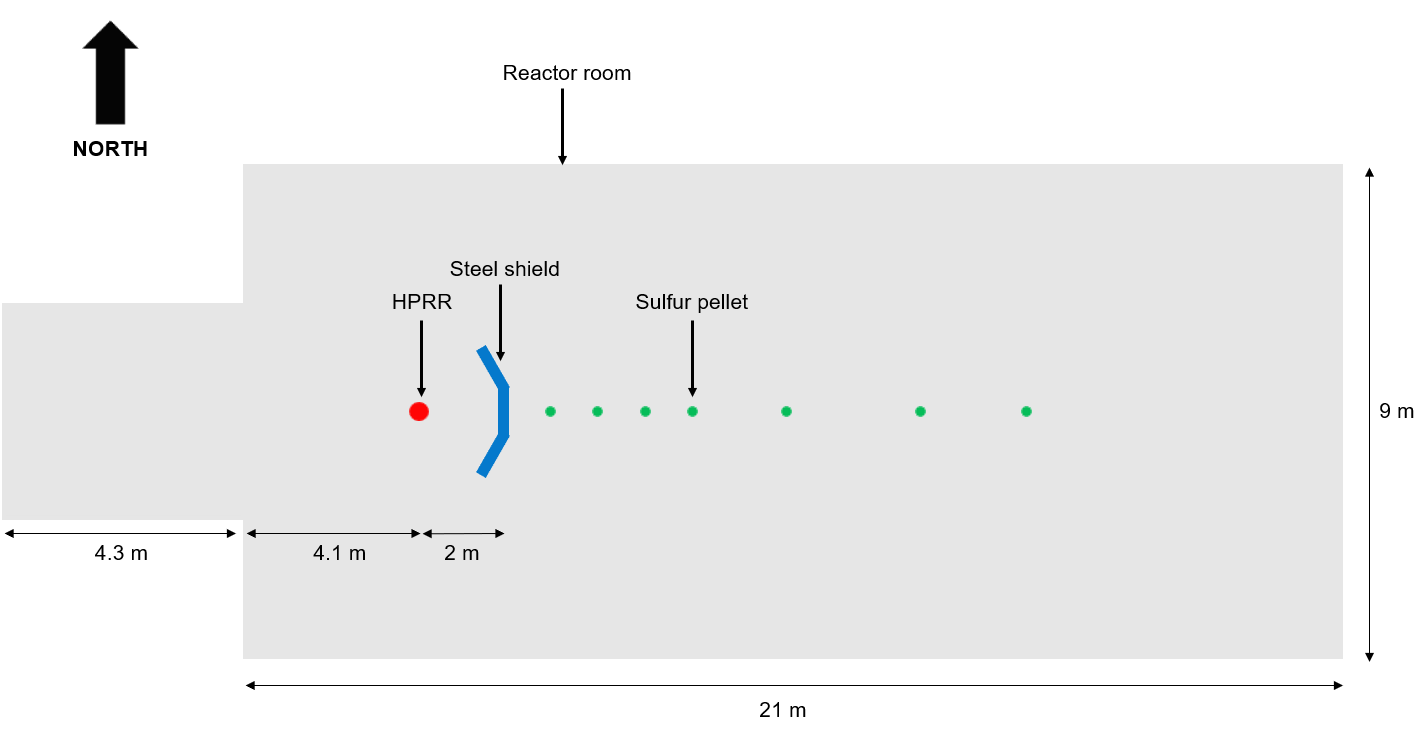 Reactor room
NORTH
Steel shield
HPRR
Sulfur pellet
9 m
4.3 m
4.1 m
2 m
21 m